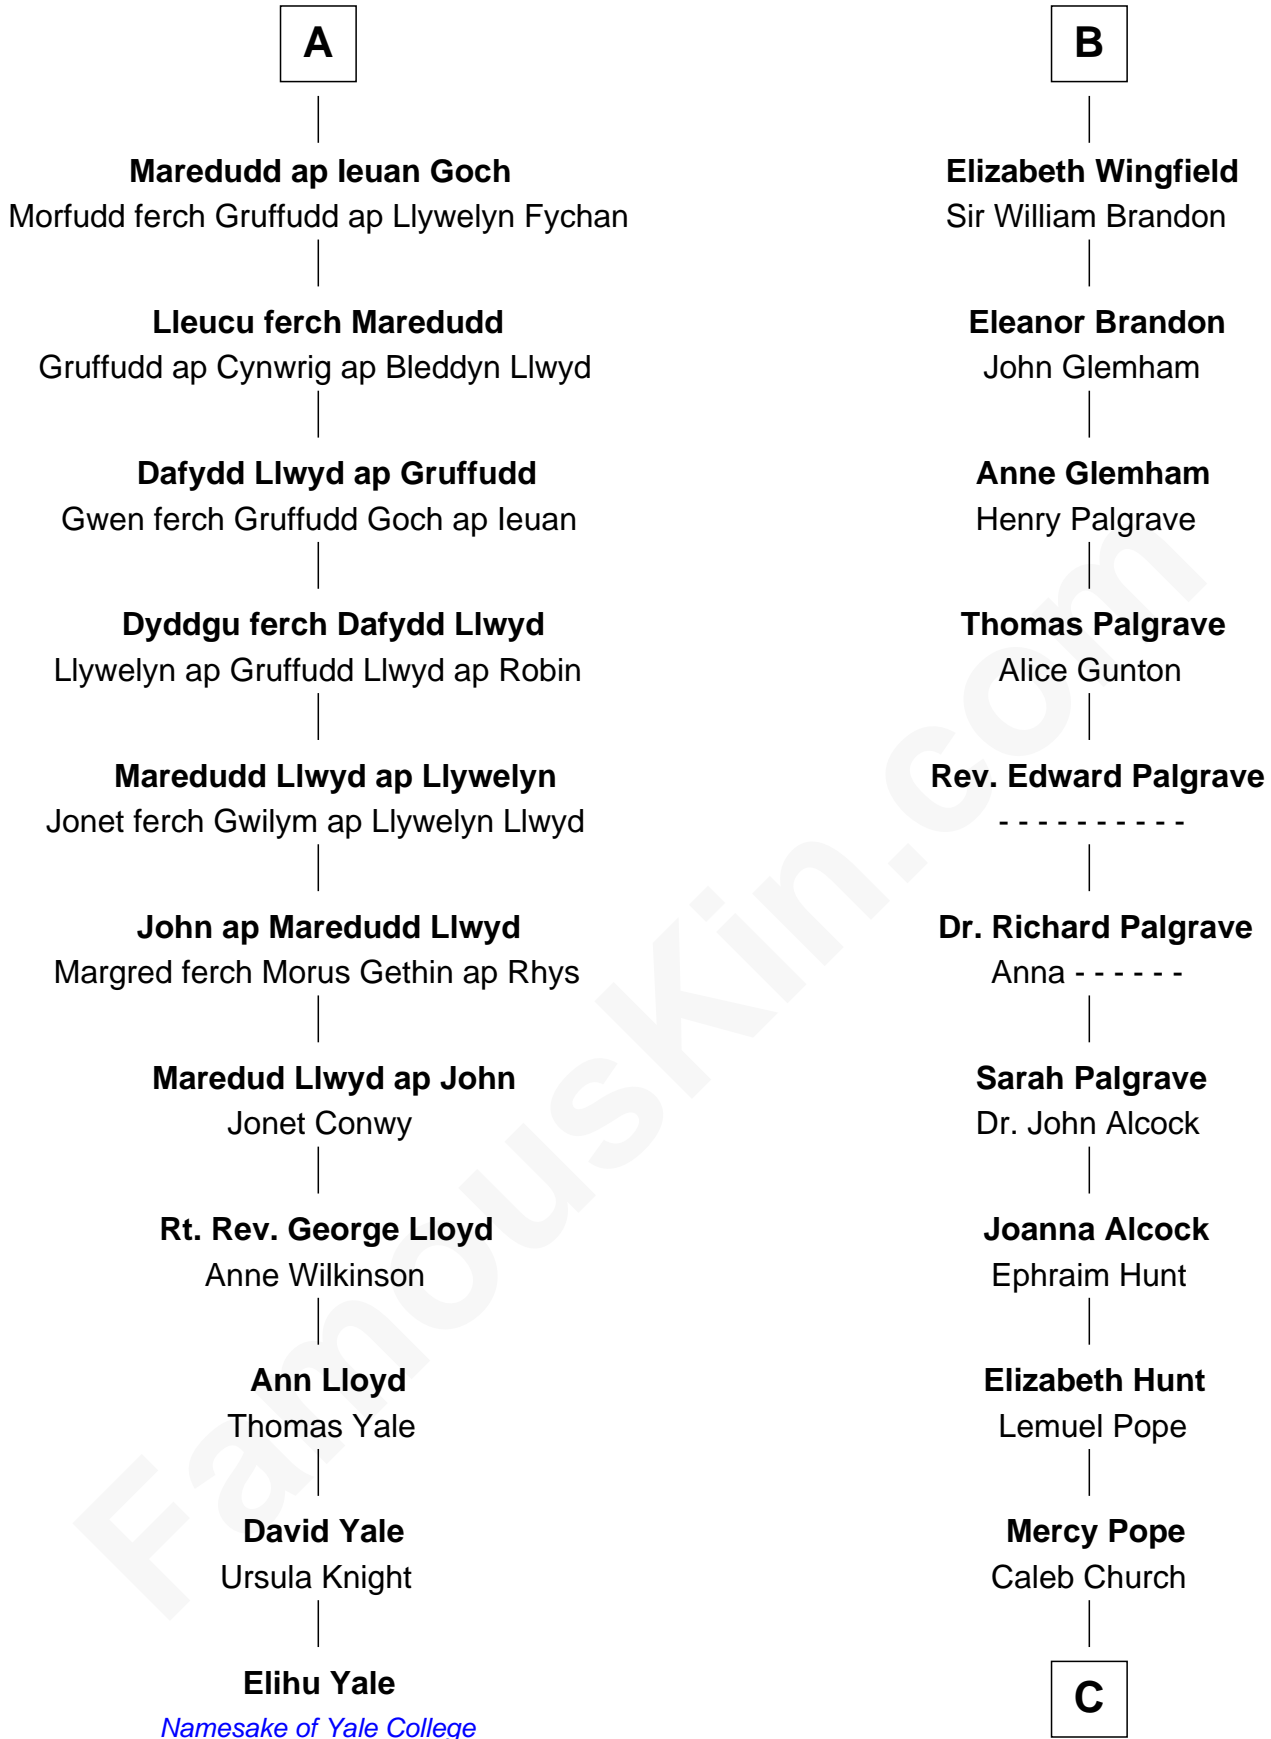 A
Maredudd ap Ieuan Goch
Morfudd ferch Gruffudd ap Llywelyn Fychan
Lleucu ferch Maredudd
Gruffudd ap Cynwrig ap Bleddyn Llwyd
Dafydd Llwyd ap Gruffudd
Gwen ferch Gruffudd Goch ap Ieuan
Dyddgu ferch Dafydd Llwyd
Llywelyn ap Gruffudd Llwyd ap Robin
Maredudd Llwyd ap Llywelyn
Jonet ferch Gwilym ap Llywelyn Llwyd
John ap Maredudd Llwyd
Margred ferch Morus Gethin ap Rhys
Maredud Llwyd ap John
Jonet Conwy
Rt. Rev. George Lloyd
Anne Wilkinson
Ann Lloyd
Thomas Yale
David Yale
Ursula Knight
Elihu Yale
Namesake of Yale College
B
Elizabeth Wingfield
Sir William Brandon
Eleanor Brandon
John Glemham
Anne Glemham
Henry Palgrave
Thomas Palgrave
Alice Gunton
Rev. Edward Palgrave
- - - - - - - - - -
Dr. Richard Palgrave
Anna - - - - - -
Sarah Palgrave
Dr. John Alcock
Joanna Alcock
Ephraim Hunt
Elizabeth Hunt
Lemuel Pope
Mercy Pope
Caleb Church
C
FamousKin.com